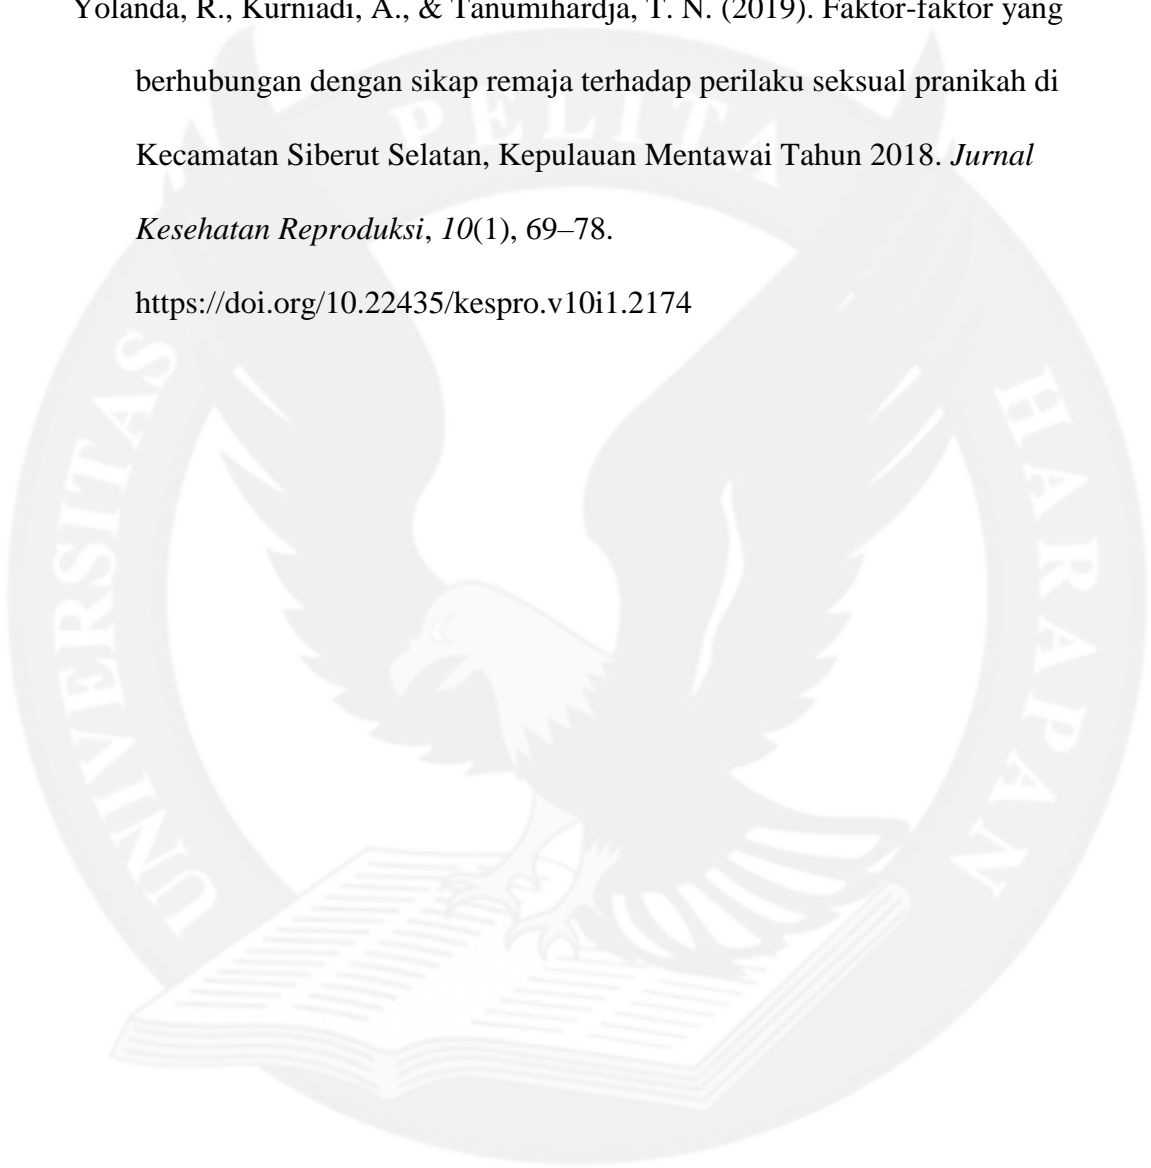 Yolanda, R., Kurniadi, A., & Tanumihardja, T. N. (2019). Faktor-faktor yang
berhubungan dengan sikap remaja terhadap perilaku seksual pranikah di
Kecamatan Siberut Selatan, Kepulauan Mentawai Tahun 2018. Jurnal
Kesehatan Reproduksi, 10(1), 69–78.
https://doi.org/10.22435/kespro.v10i1.2174
UNIVERSITAS
PELITA
HARAPAN